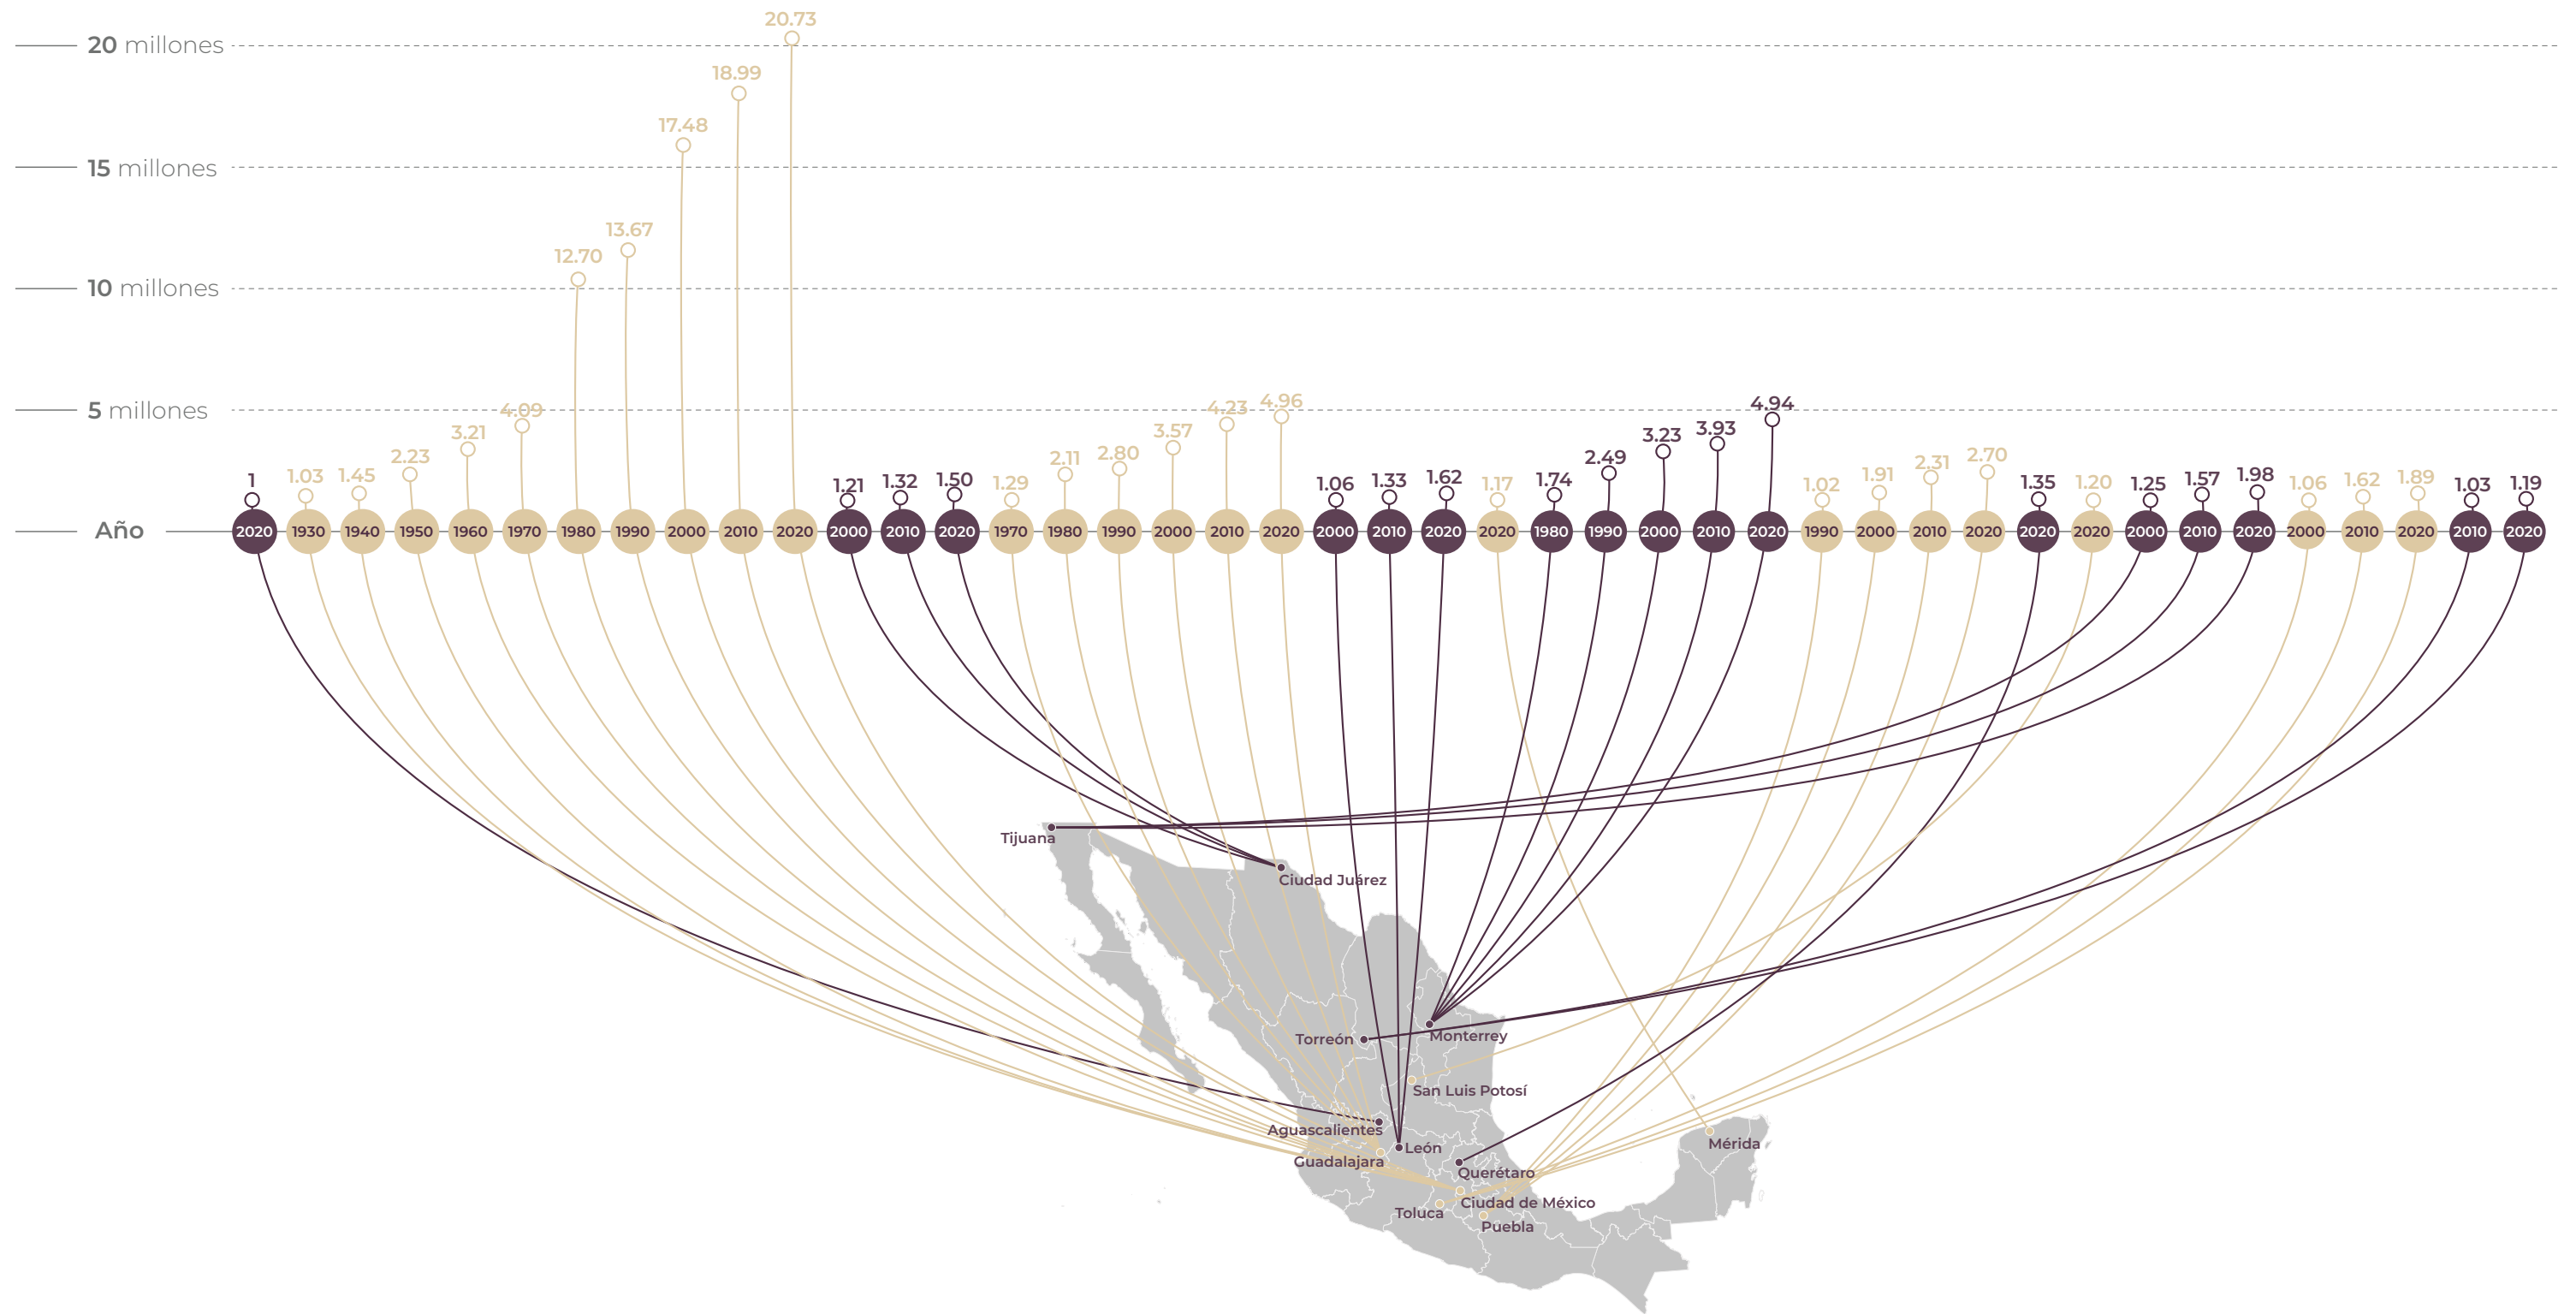 20.73
20 millones
18.99
17.48
15 millones
13.67
12.70
10 millones
5 millones
1 1.03 1.45 2.23 3.21 4.09 1.21 1.32 1.50 1.29 2.11 2.80 3.57 4.23 4.96 1.06 1.33 1.62 1.17 1.74 2.49 3.23 3.93 4.94 1.02 1.91 2.31 2.70 1.35 1.20 1.25 1.57 1.98 1.06 1.62 1.89 1.03 1.19
Año 2020 1930 1940 1950 1960 1970 1980 1990 2000 2010 2020 2000 2010 2020 1970 1980 1990 2000 2010 2020 2000 2010 2020 2020 1980 1990 2000 2010 2020 1990 2000 2010 2020 2020 2020 2000 2010 2020 2000 2010 2020 2010 2020
Tijuana
Ciudad Juárez
Monterrey
Torreón
San Luis Potosí
Aguascalientes
Mérida
León
Guadalajara
Querétaro
Ciudad de México
Toluca
Puebla